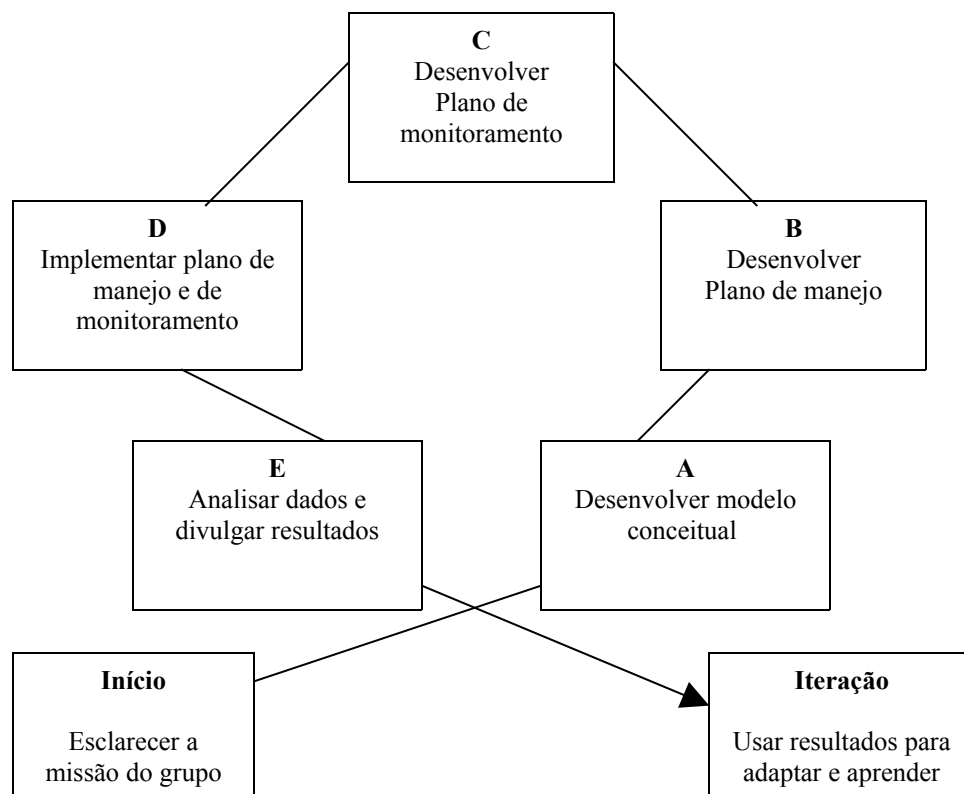 C
Desenvolver
Plano de
monitoramento
D
Implementar plano de
manejo e de
monitoramento
B
Desenvolver
Plano de manejo
E
Analisar dados e
divulgar resultados
A
Desenvolver modelo
conceitual
Início
Esclarecer a
missão do grupo
Iteração
Usar resultados para
adaptar e aprender